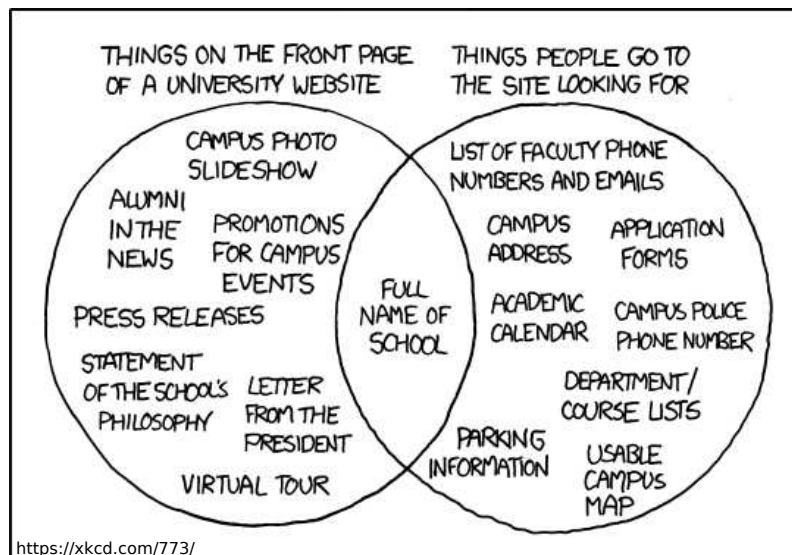 THINGS ON THE FRONT PAGE
OF A UNIVERSITY WEBSITE
THINGS PEOPLE GO TO
THE SITE LOOKING FOR
CAMPUS PHOTO
SLIDESHOW
ALUMNI
IN THE
NEWS
PROMOTIONS
FOR CAMPUS
EVENTS
PRESS RELEASES
STATEMENT
OF THE SCHOOL'S
PHILOSOPHY
LETTER
FROM THE
PRESIDENT
VIRTUAL TOUR
FULL
NAME OF
SCHOOL
LIST OF FACULTY PHONE
NUMBERS AND EMAILS
CAMPUS
ADDRESS
APPLICATION
FORMS
ACADEMIC
CALENDAR
CAMPUS POLICE
PHONE NUMBER
DEPARTMENT/
COURSE LISTS
PARKING
INFORMATION
USABLE
CAMPUS
MAP
https://xkcd.com/773/